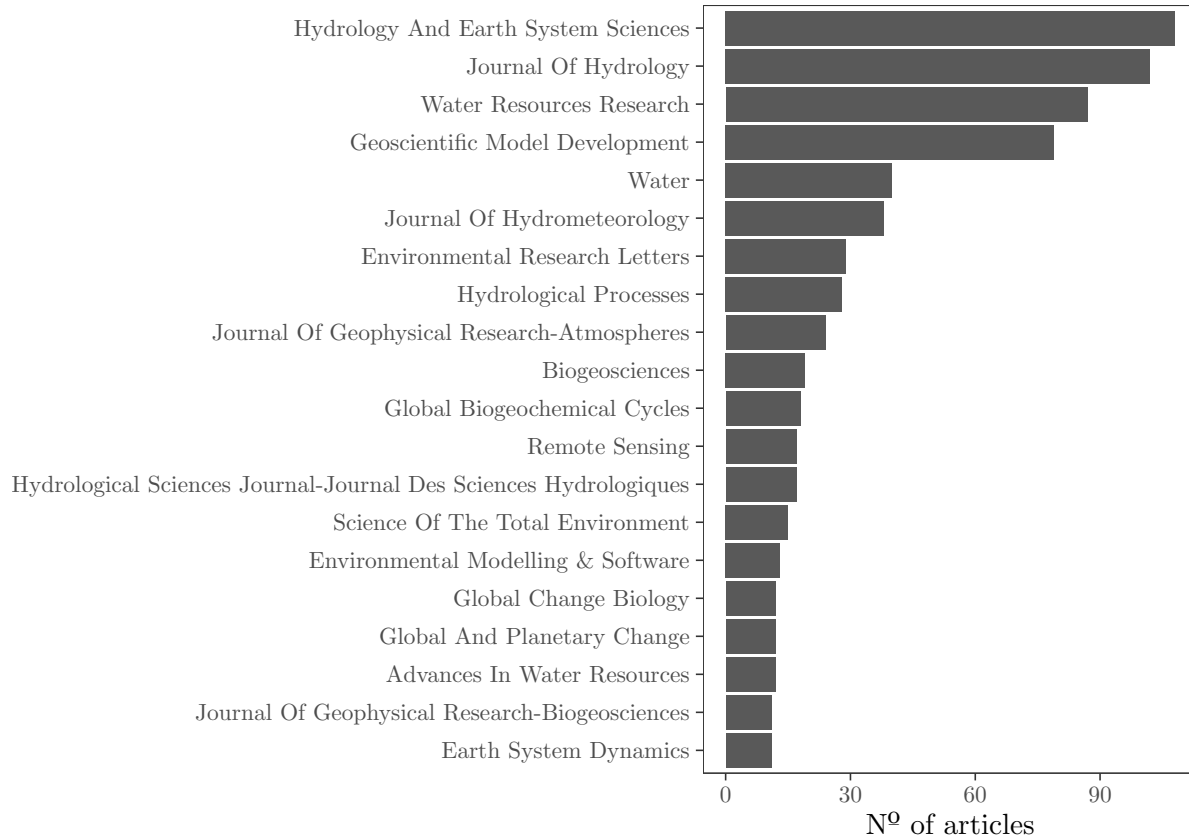 Hydrology And Earth System Sciences
Journal Of Hydrology
Water Resources Research
Geoscientific Model Development
Water
Journal Of Hydrometeorology
Environmental Research Letters
Hydrological Processes
Journal Of Geophysical Research-Atmospheres
Biogeosciences
Global Biogeochemical Cycles
Remote Sensing
Hydrological Sciences Journal-Journal Des Sciences Hydrologiques
Science Of The Total Environment
Environmental Modelling & Software
Global Change Biology
Global And Planetary Change
Advances In Water Resources
Journal Of Geophysical Research-Biogeosciences
Earth System Dynamics
0 30 60 90
Nº of articles